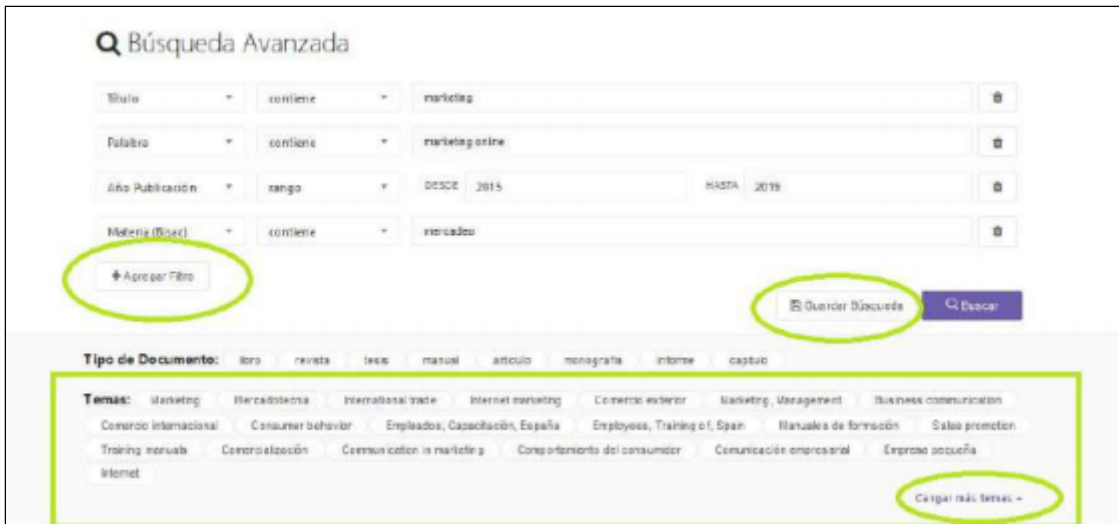 Búsqueda Avanzada
Título contiene marketing
Palabra contiene marketing online
Año Publicación rango DESDE 2015 HASTA 2019
Materia (Bisac) contiene mercadeo
Agregar Filtro
Guardar Búsqueda Buscar
Tipo de Documento: libro revista tesis manual artículo monografía informe capítulo
Temas: Marketing Mercadotecnia International trade Internet marketing Comercio exterior Marketing, Management Business communication
Comercio internacional Consumer behavior Empleados, Capacitación, España Employees, Training of, Spain Manuales de formación Sales promotion
Training manuals Comercialización Communication in marketing Comportamiento del consumidor Comunicación empresarial Empresa pequeña
Internet
Cargar más temas